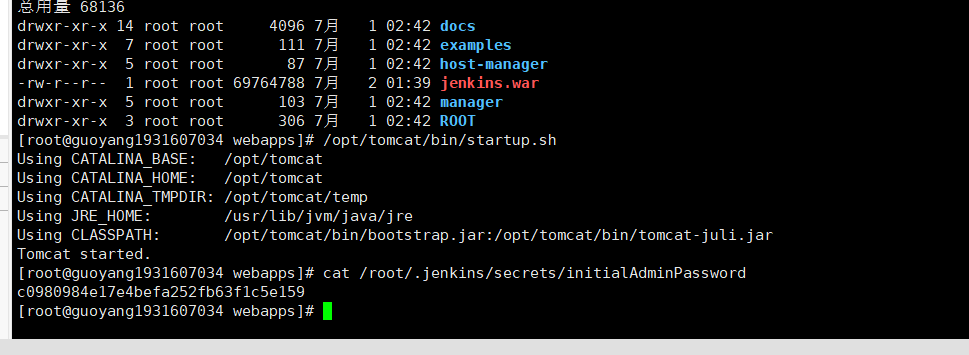 总用量 68136
drwxr-xr-x 14 root root     4096 7月   1 02:42 docs
drwxr-xr-x  7 root root      111 7月   1 02:42 examples
drwxr-xr-x  5 root root       87 7月   1 02:42 host-manager
-rw-r--r--  1 root root 69764788 7月   2 01:39 jenkins.war
drwxr-xr-x  5 root root      103 7月   1 02:42 manager
drwxr-xr-x  3 root root      306 7月   1 02:42 ROOT
[root@guoyang1931607034 webapps]# /opt/tomcat/bin/startup.sh
Using CATALINA_BASE:   /opt/tomcat
Using CATALINA_HOME:   /opt/tomcat
Using CATALINA_TMPDIR: /opt/tomcat/temp
Using JRE_HOME:        /usr/lib/jvm/java/jre
Using CLASSPATH:       /opt/tomcat/bin/bootstrap.jar:/opt/tomcat/bin/tomcat-juli.jar
Tomcat started.
[root@guoyang1931607034 webapps]# cat /root/.jenkins/secrets/initialAdminPassword
c0980984e17e4befa252fb63f1c5e159
[root@guoyang1931607034 webapps]#